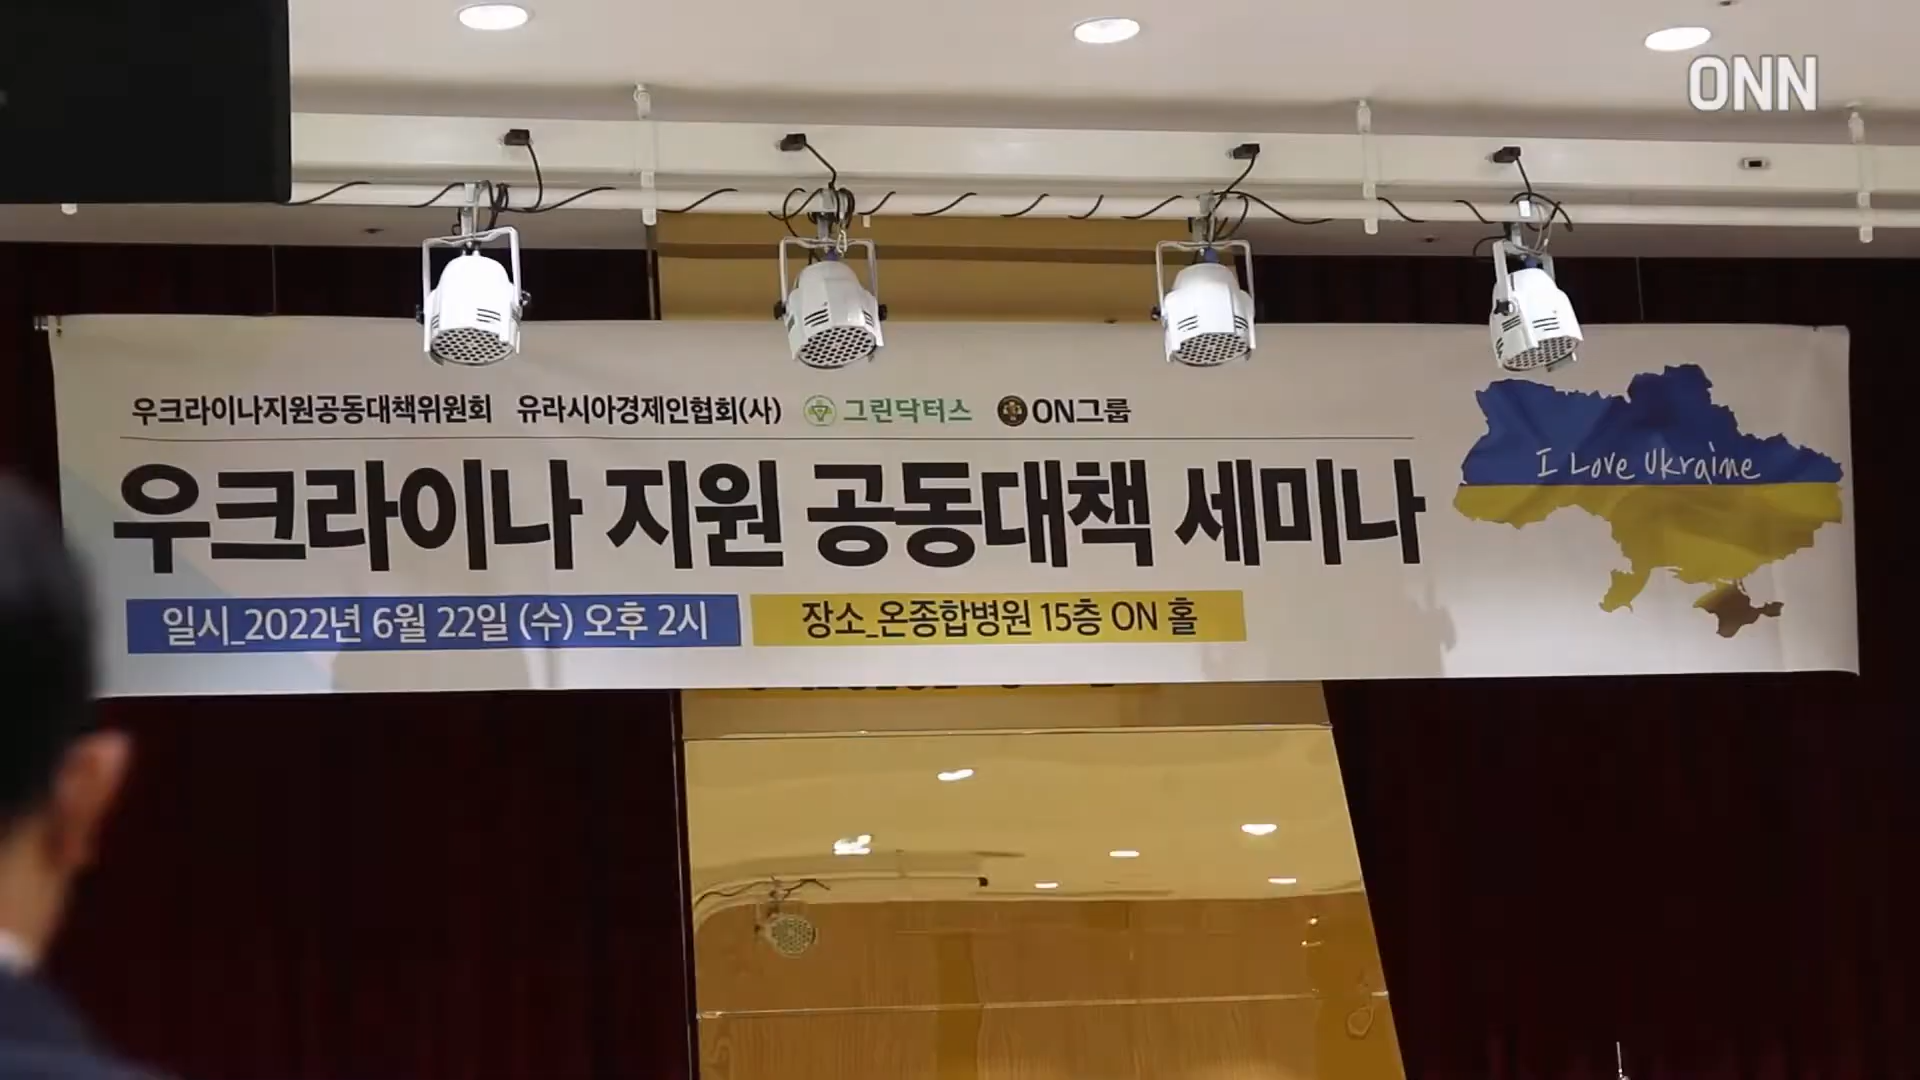 ONN
우크라이나지원공동대책위원회 유라시아경제인협회(사) 그린닥터스 ON그룹
우크라이나 지원 공동대책 세미나
I Love Ukraine
일시_2022년 6월 22일 (수) 오후 2시
장소_온종합병원 15층 ON 홀